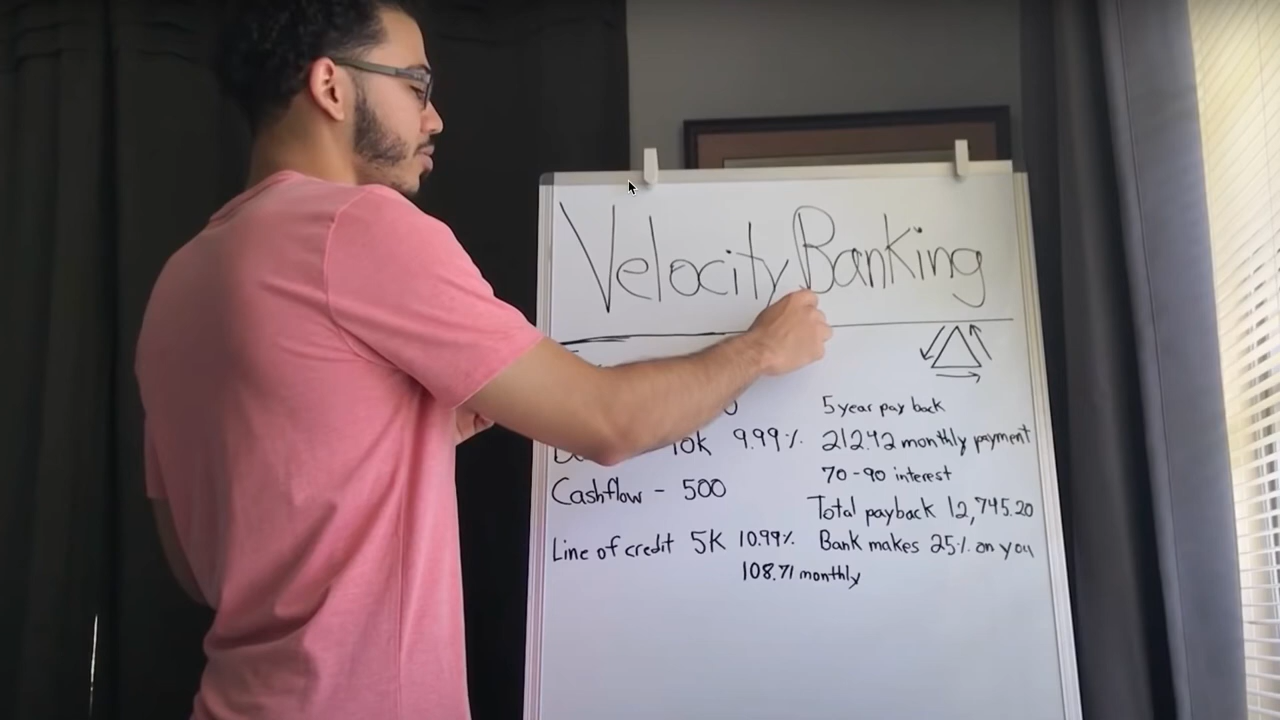 Velocity Banking
10k 9.99%
Cashflow - 500
Line of credit 5K 10.99%
108.71 monthly
5 year pay back
212.42 monthly payment
70-90 interest
Total payback 12,745.20
Bank makes 25% on you